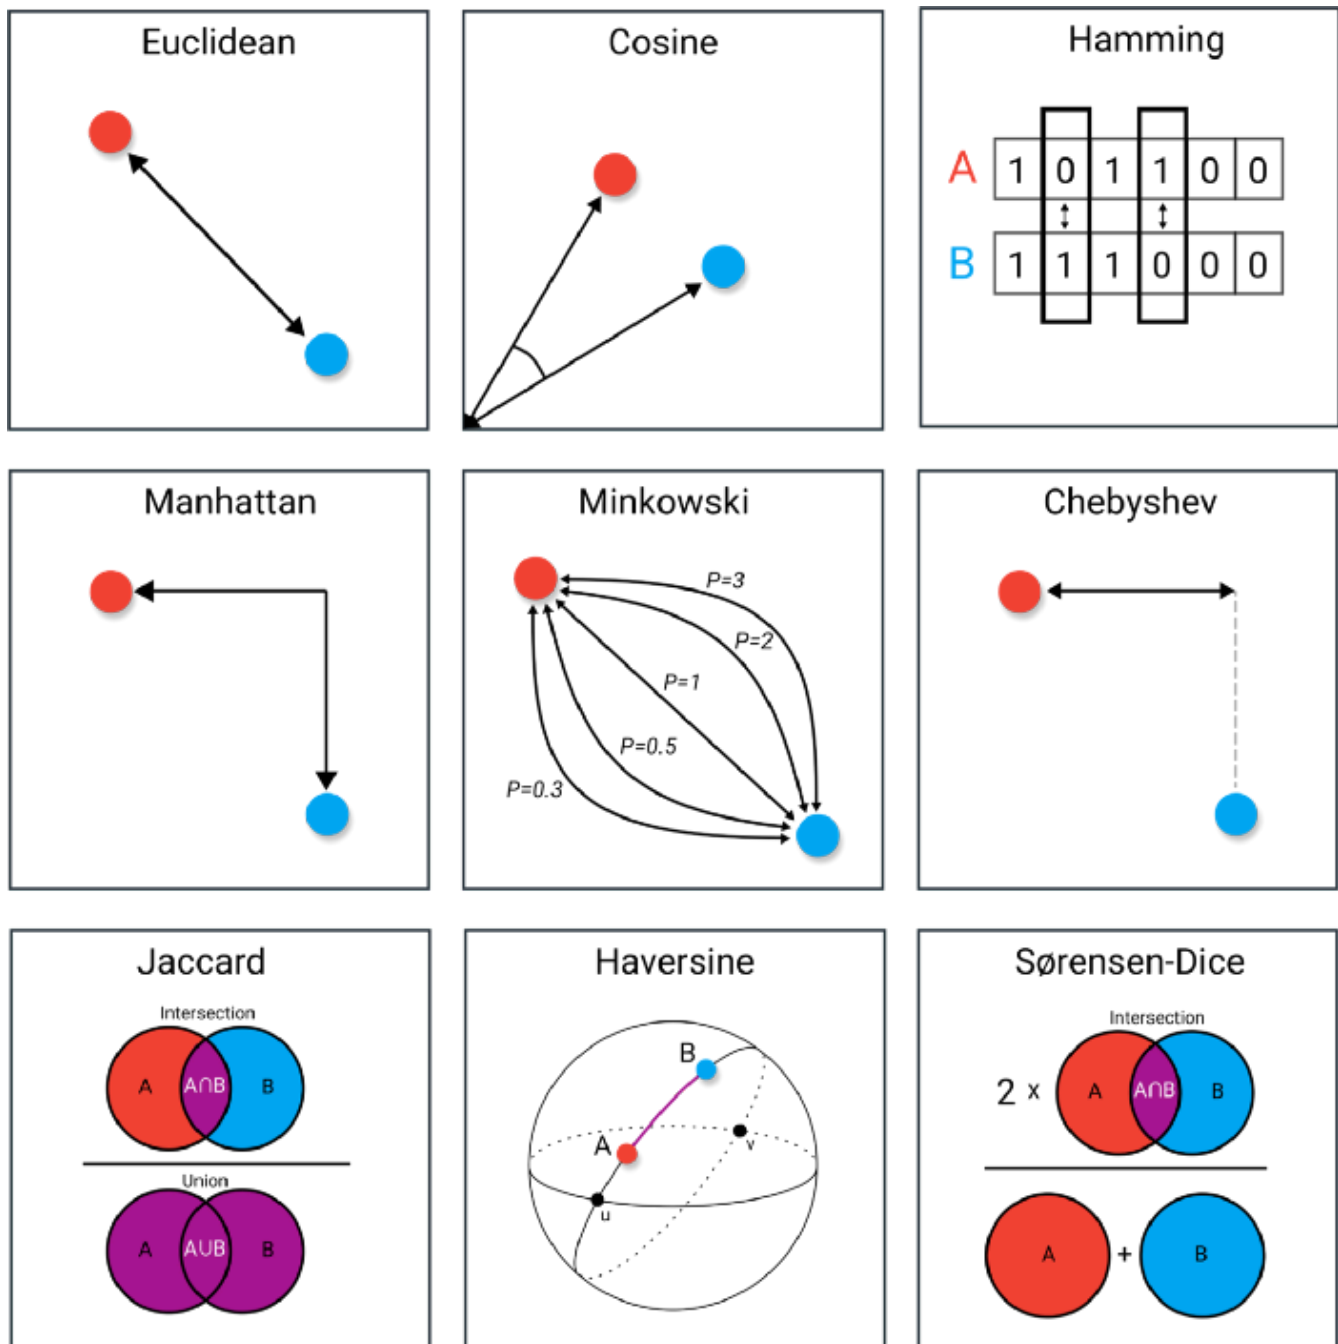 Euclidean
Cosine
Hamming
A 1 0 1 1 0 0
B 1 1 1 0 0 0
Manhattan
Minkowski
P=3
P=2
P=1
P=0.5
P=0.3
Chebyshev
Jaccard
Intersection
A A∩B B
Union
A A∪B B
Haversine
B
A
v
u
Sørensen-Dice
Intersection
2 x A A∩B B
A + B